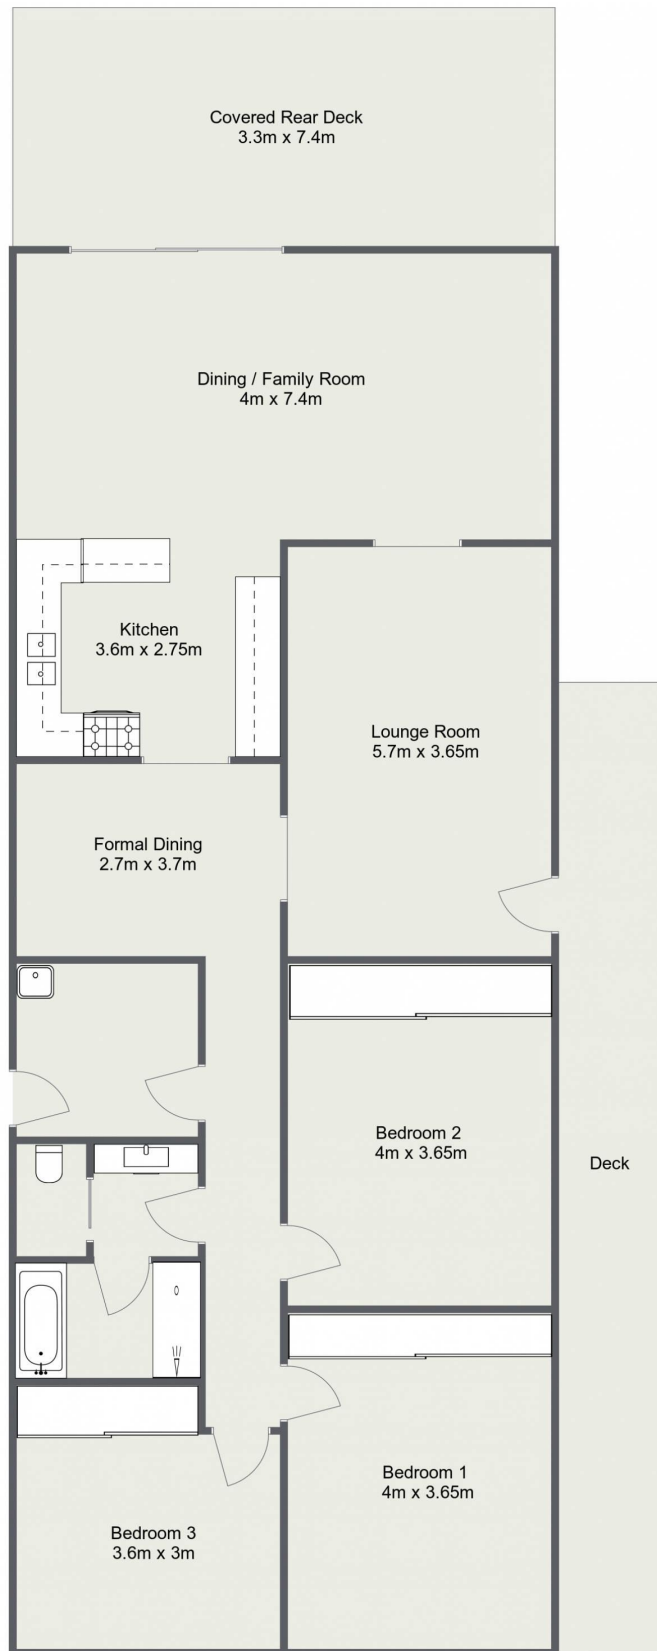 Covered Rear Deck
3.3m x 7.4m
Dining / Family Room
4m x 7.4m
Kitchen
3.6m x 2.75m
Lounge Room
5.7m x 3.65m
Formal Dining
2.7m x 3.7m
Bedroom 2
4m x 3.65m
Deck
Bedroom 1
4m x 3.65m
Bedroom 3
3.6m x 3m